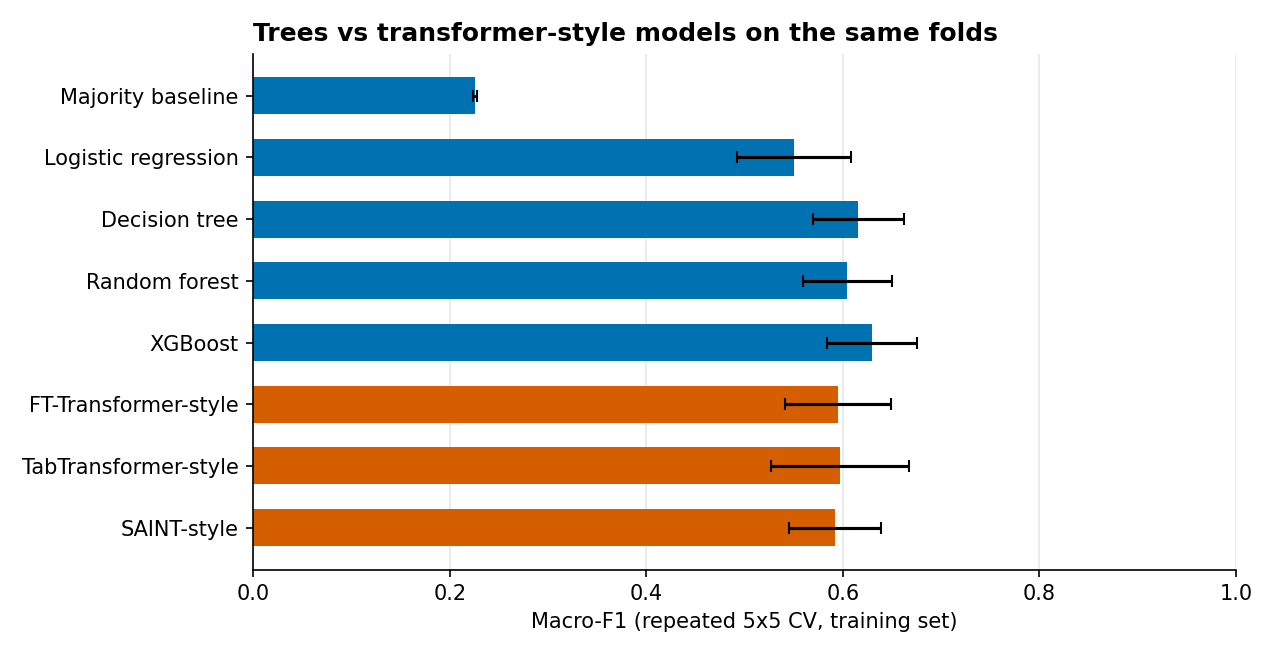 Trees vs transformer-style models on the same folds
Majority baseline
Logistic regression
Decision tree
Random forest
XGBoost
FT-Transformer-style
TabTransformer-style
SAINT-style
0.0 0.2 0.4 0.6 0.8 1.0
Macro-F1 (repeated 5x5 CV, training set)